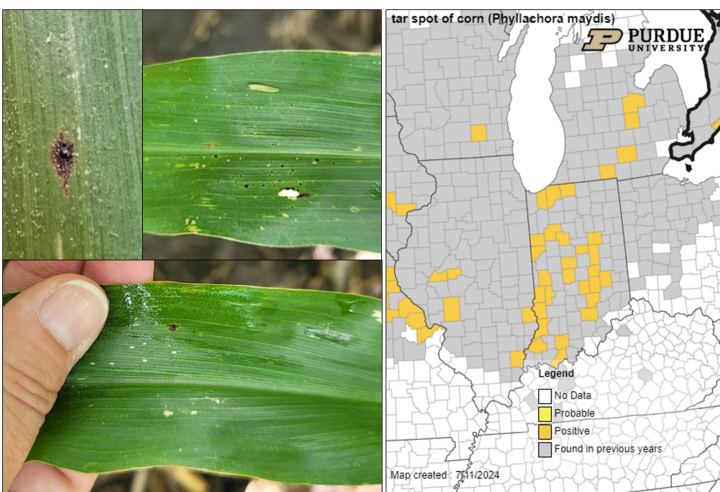 tar spot of corn (Phyllachora maydis)
PURDUE
UNIVERSITY
Legend
No Data
Probable
Positive
Found in previous years
Map created : 7/11/2024